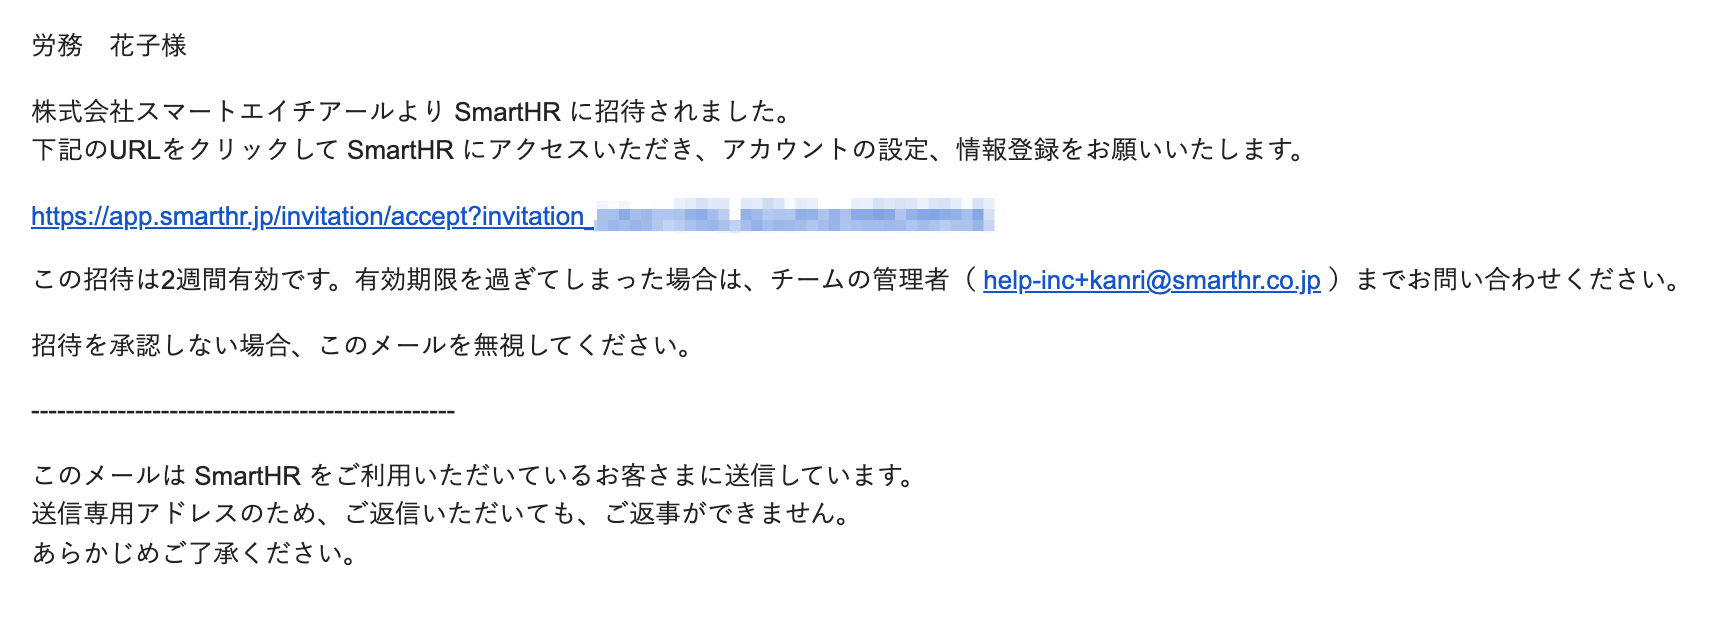 労務　花子様
株式会社スマートエイチアールより SmartHR に招待されました。
下記のURLをクリックして SmartHR にアクセスいただき、アカウントの設定、情報登録をお願いいたします。
https://app.smarthr.jp/invitation/accept?invitation_
この招待は2週間有効です。有効期限を過ぎてしまった場合は、チームの管理者（ help-inc+kanri@smarthr.co.jp ）までお問い合わせください。
招待を承認しない場合、このメールを無視してください。
-----------------------------------------------
このメールは SmartHR をご利用いただいているお客さまに送信しています。
送信専用アドレスのため、ご返信いただいても、ご返事ができません。
あらかじめご了承ください。